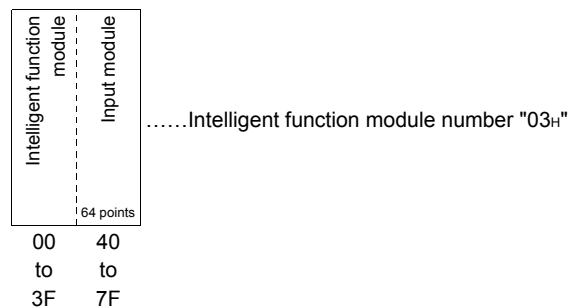 Intelligent function
module
Input module
64 points
......Intelligent function module number "03H"
00 40
to to
3F 7F